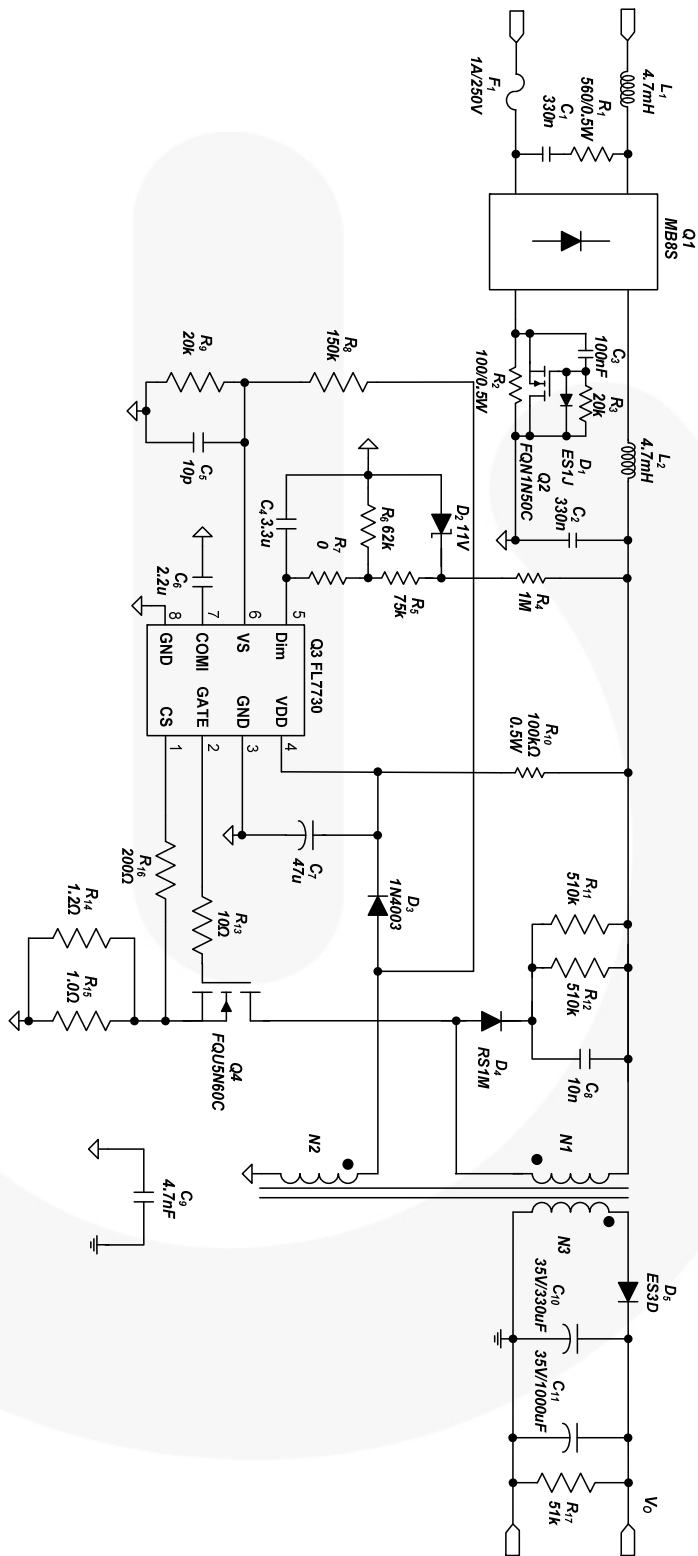 L1
4.7mH
F1
1A/250V
R1
560/0.5W
C1
330n
Q1
MB8S
C3
100nF
R3
20k
R2
100/0.5W
D1
ES1J
Q2
FQN1N50C
L2
4.7mH
C2
330n
R9
20k
R8
150k
C5
10p
C4 3.3u
R6 62k
R7
0
D2 11V
R5
75k
R4
1M
C6
2.2u
8
7
6
5
Q3 FL7730
GND
COMI
VS
Dim
CS
GATE
GND
VDD
1
2
3
4
R10
100kΩ
0.5W
C7
47u
D3
1N4003
R16
200Ω
R13
10Ω
R14
1.2Ω
R15
1.0Ω
Q4
FQU5N60C
R11
510k
R12
510k
C8
10n
D4
RS1M
N1
N2
N3
C9
4.7nF
D5
ES3D
C10
35V/330uF
C11
35V/1000uF
R17
51k
VO